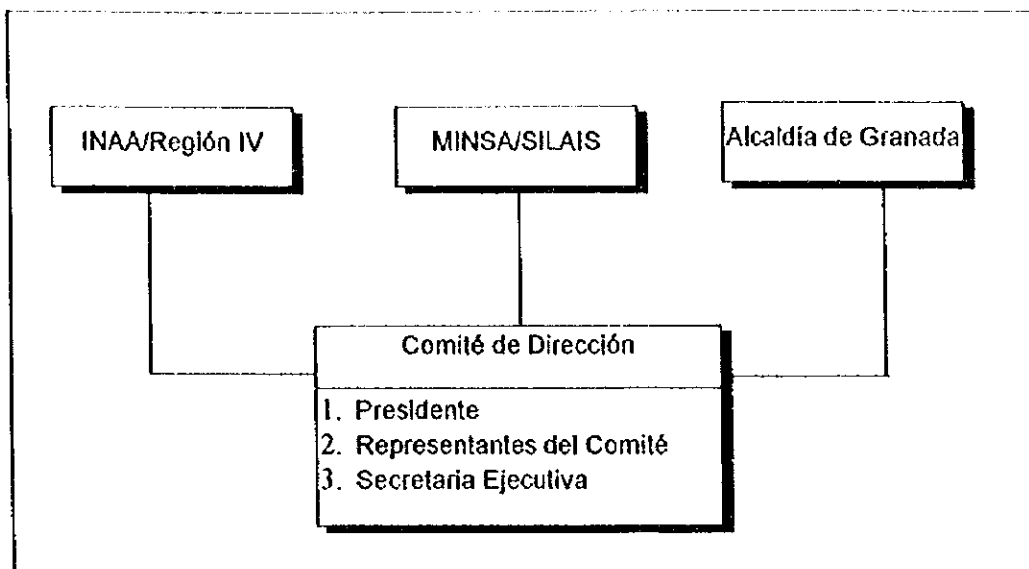 INAA/Región IV
MINSA/SILAIS
Alcaldía de Granada
Comité de Dirección
1. Presidente
2. Representantes del Comité
3. Secretaria Ejecutiva